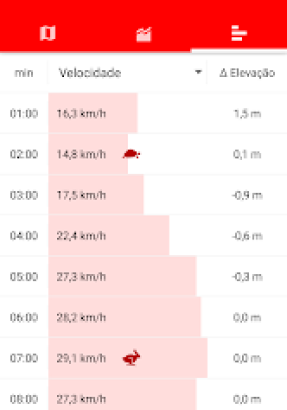 min Velocidade Δ Elevação
01:00 16,3 km/h 1,5 m
02:00 14,8 km/h 0,1 m
03:00 17,5 km/h -0,9 m
04:00 22,4 km/h -0,6 m
05:00 27,3 km/h -0,3 m
06:00 28,2 km/h 0,0 m
07:00 29,1 km/h 0,0 m
08:00 27,3 km/h 0,0 m